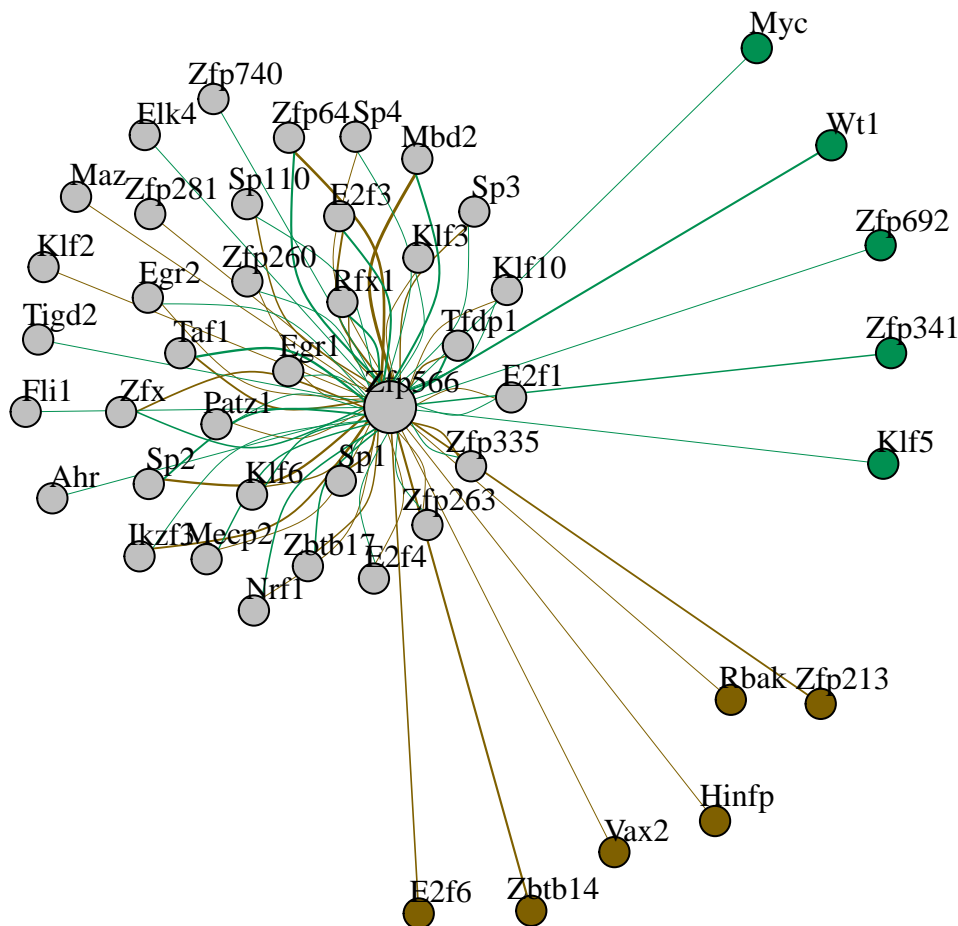 Myc
Zfp740
Elk4
Zfp64
Sp4
Wt1
Mbd2
Maz
Zfp281
Sp110
E2f3
Sp3
Zfp692
Klf2
Zfp260
Klf3
Egr2
Rfx1
Klf10
Tigd2
Taf1
Tfdp1
Zfp341
Egr1
Zfp566
E2f1
Fli1
Zfx
Patz1
Zfp335
Klf5
Ahr
Sp2
Klf6
Sp1
Zfp263
Ikzf3
Mecp2
Zbtb17
E2f4
Nrf1
Rbak
Zfp213
Hinfp
Vax2
E2f6
Zbtb14